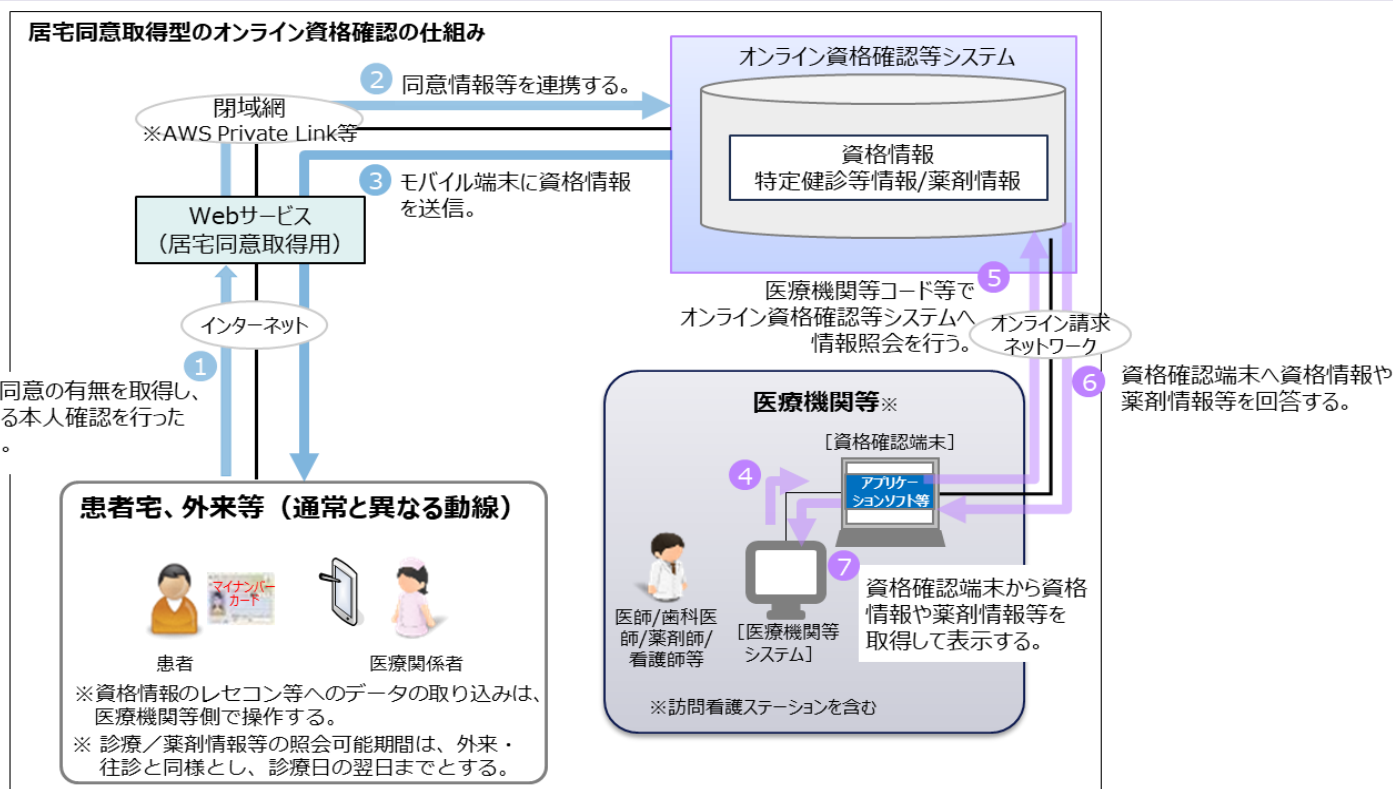 居宅同意取得型のオンライン資格確認の仕組み
オンライン資格確認等システム
2 同意情報等を連携する。
閉域網
※AWS Private Link等
資格情報
特定健診等情報/薬剤情報
3 モバイル端末に資格情報
を送信。
Webサービス
（居宅同意取得用）
5
医療機関等コード等で
オンライン資格確認等システムへ
情報照会を行う。
オンライン請求
ネットワーク
インターネット
1
同意の有無を取得し、
る本人確認を行った
。
6 資格確認端末へ資格情報や
薬剤情報等を回答する。
医療機関等※
［資格確認端末］
4
アプリケー
ションソフト等
患者宅、外来等（通常と異なる動線）
マイナンバー
カード
7
資格確認端末から資格
情報や薬剤情報等を
取得して表示する。
医師/歯科医
師/薬剤師/
看護師等
［医療機関等
システム］
患者
医療関係者
※資格情報のレセコン等へのデータの取り込みは、
医療機関等側で操作する。
※ 診療／薬剤情報等の照会可能期間は、外来・
往診と同様とし、診療日の翌日までとする。
※訪問看護ステーションを含む